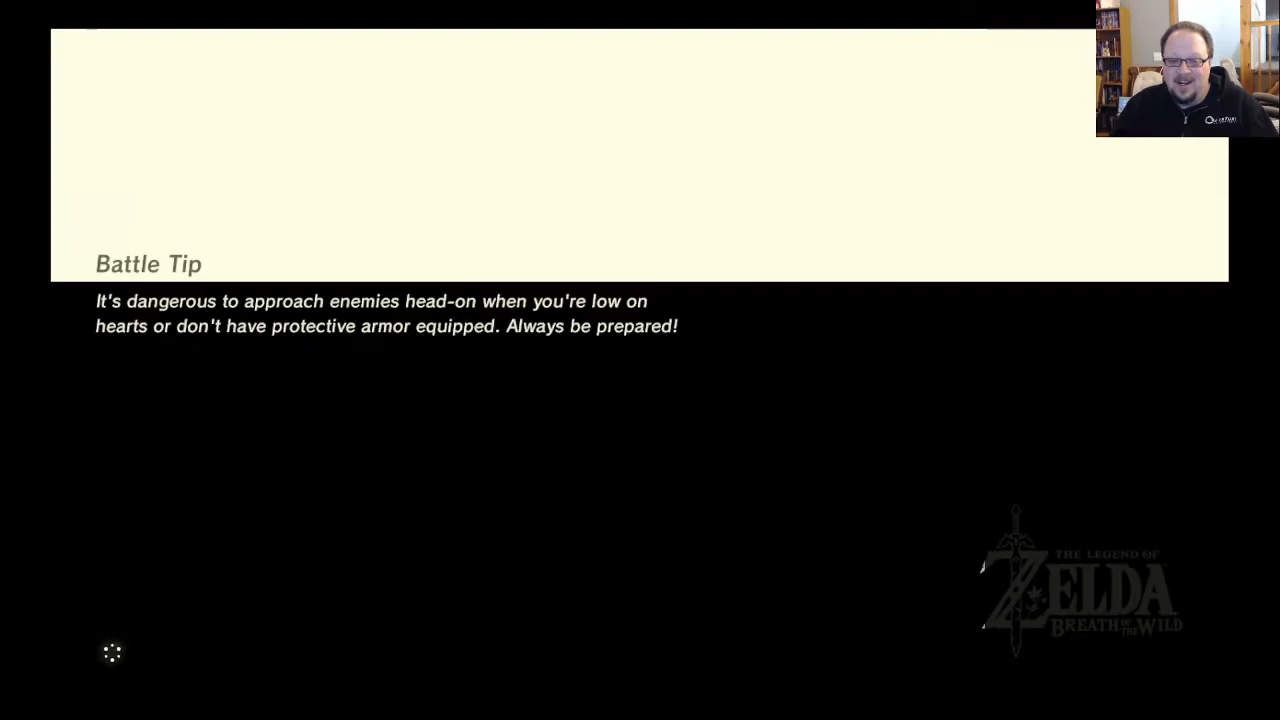 Battle Tip
It's dangerous to approach enemies head-on when you're low on
hearts or don't have protective armor equipped. Always be prepared!
THE LEGEND OF
ZELDA
BREATH OF THE WILD